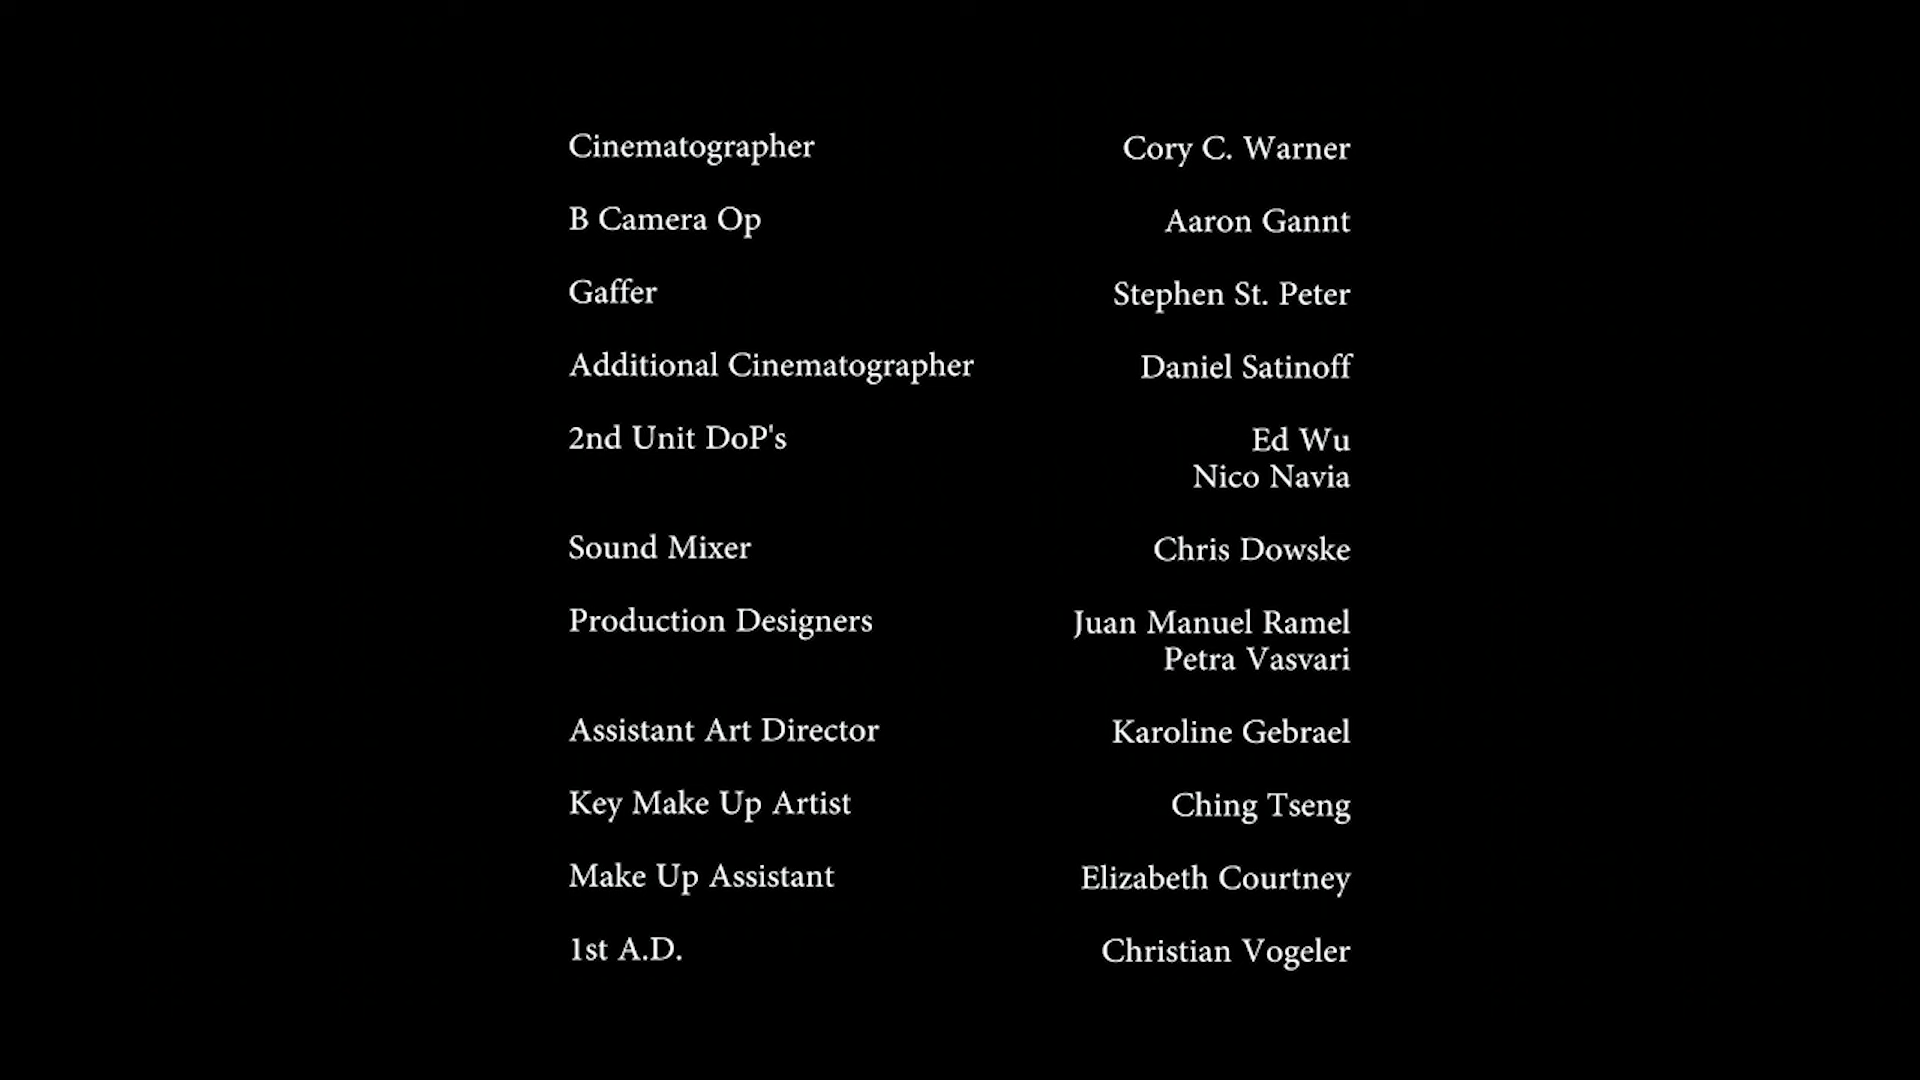 Cinematographer Cory C. Warner
B Camera Op Aaron Gannt
Gaffer Stephen St. Peter
Additional Cinematographer Daniel Satinoff
2nd Unit DoP's Ed Wu
Nico Navia
Sound Mixer Chris Dowske
Production Designers Juan Manuel Ramel
Petra Vasvari
Assistant Art Director Karoline Gebrael
Key Make Up Artist Ching Tseng
Make Up Assistant Elizabeth Courtney
1st A.D. Christian Vogeler